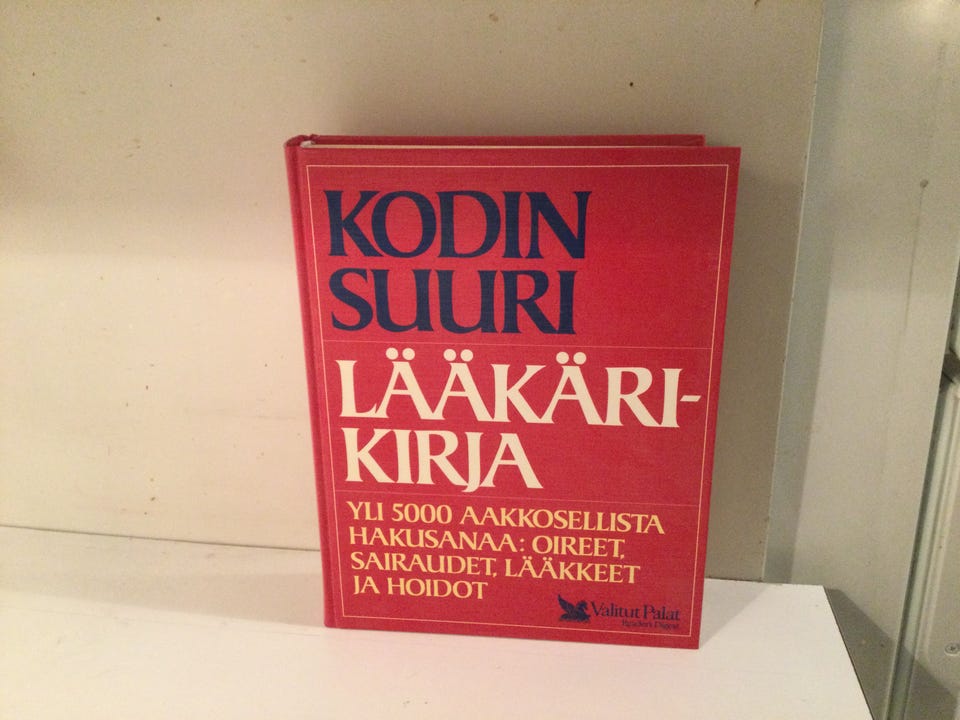 KODIN
SUURI
LÄÄKÄRI-
KIRJA
YLI 5000 AAKKOSELLISTA
HAKUSANAA: OIREET,
SAIRAUDET, LÄÄKKEET
JA HOIDOT
Valitut Palat
Reader's Digest